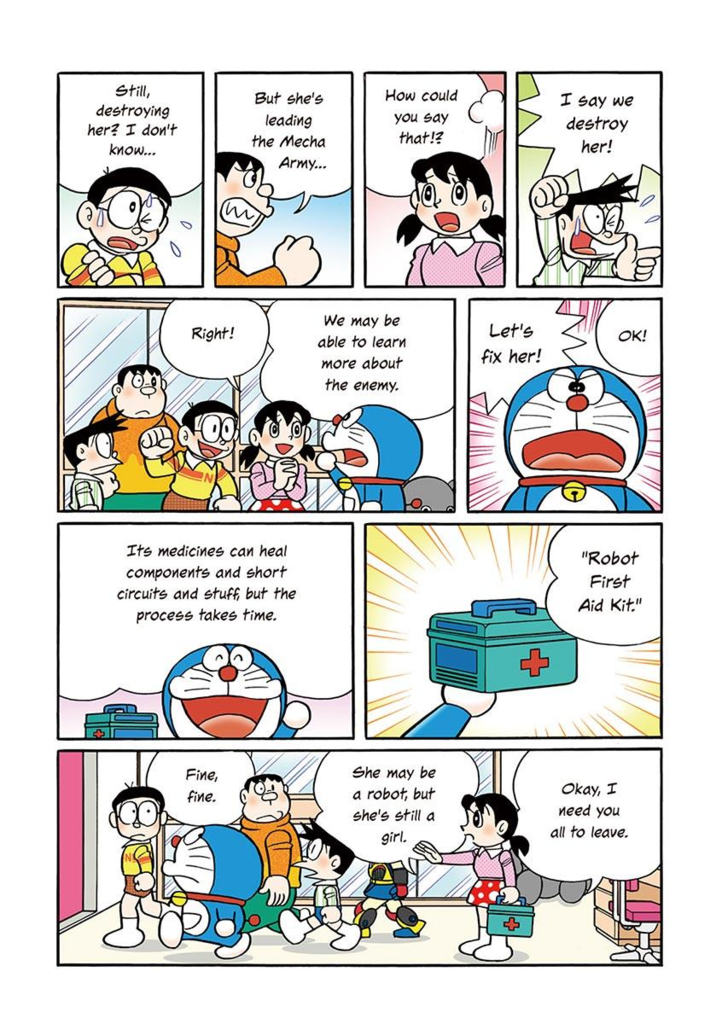 I say we
destroy
her!
How could
you say
that!?
But she's
leading
the Mecha
Army...
Still,
destroying
her? I don't
know...
OK!
Let's
fix her!
We may be
able to learn
more about
the enemy.
Right!
N
"Robot
First
Aid Kit."
Its medicines can heal
components and short
circuits and stuff, but the
process takes time.
Okay, I
need you
all to leave.
She may be
a robot, but
she's still a
girl.
Fine,
fine.
N